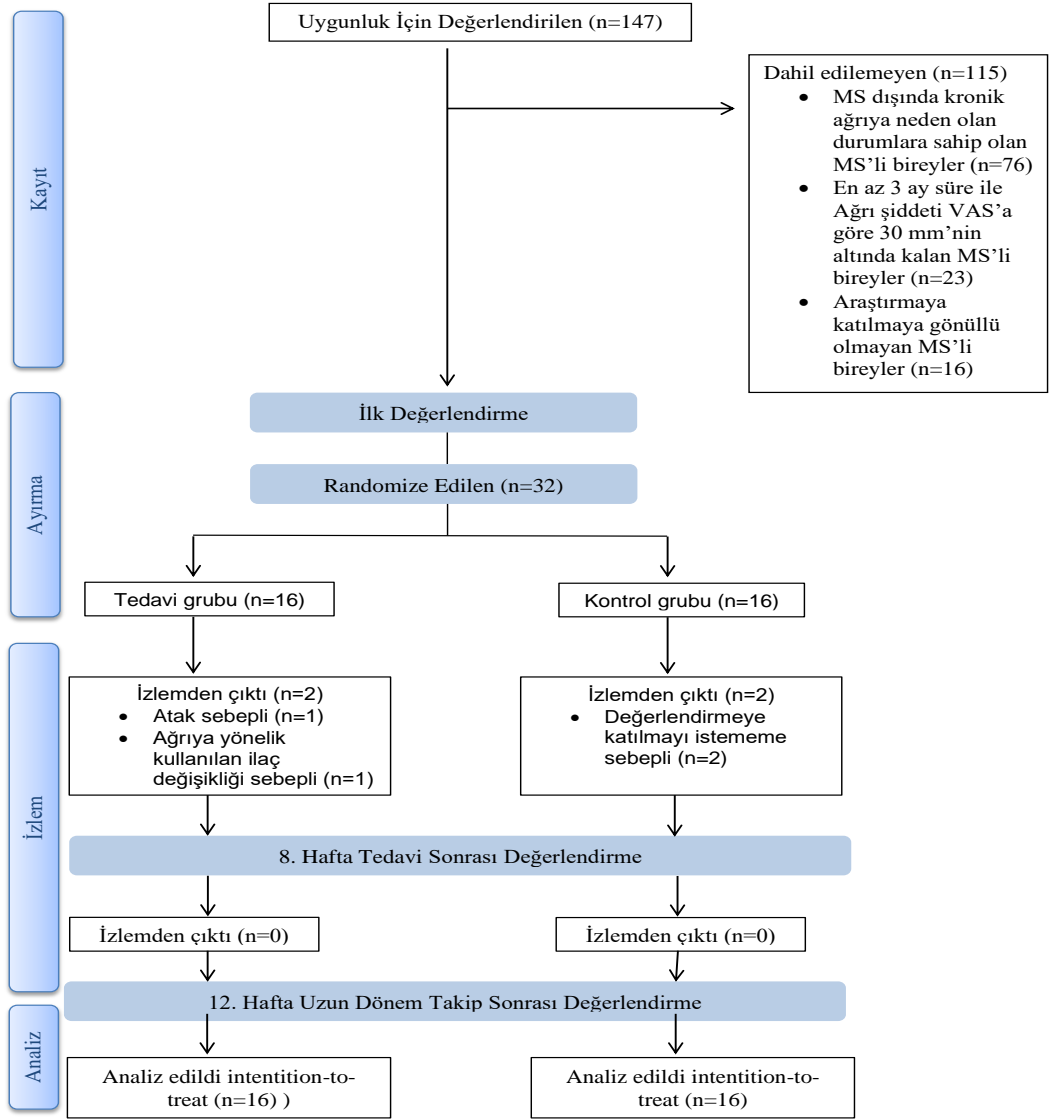 Uygunluk İçin Değerlendirilen (n=147)
Kayıt
Dahil edilemeyen (n=115)
• MS dışında kronik
ağrıya neden olan
durumlara sahip olan
MS’li bireyler (n=76)
• En az 3 ay süre ile
Ağrı şiddeti VAS’a
göre 30 mm’nin
altında kalan MS’li
bireyler (n=23)
• Araştırmaya
katılmaya gönüllü
olmayan MS’li
bireyler (n=16)
Ayırma
İlk Değerlendirme
Randomize Edilen (n=32)
Tedavi grubu (n=16)
Kontrol grubu (n=16)
İzlem
İzlemden çıktı (n=2)
• Atak sebepli (n=1)
• Ağrıya yönelik
kullanılan ilaç
değişikliği sebepli (n=1)
İzlemden çıktı (n=2)
• Değerlendirmeye
katılmayı istememe
sebepli (n=2)
8. Hafta Tedavi Sonrası Değerlendirme
İzlemden çıktı (n=0)
İzlemden çıktı (n=0)
12. Hafta Uzun Dönem Takip Sonrası Değerlendirme
Analiz
Analiz edildi intentition-to-
treat (n=16) )
Analiz edildi intentition-to-
treat (n=16)